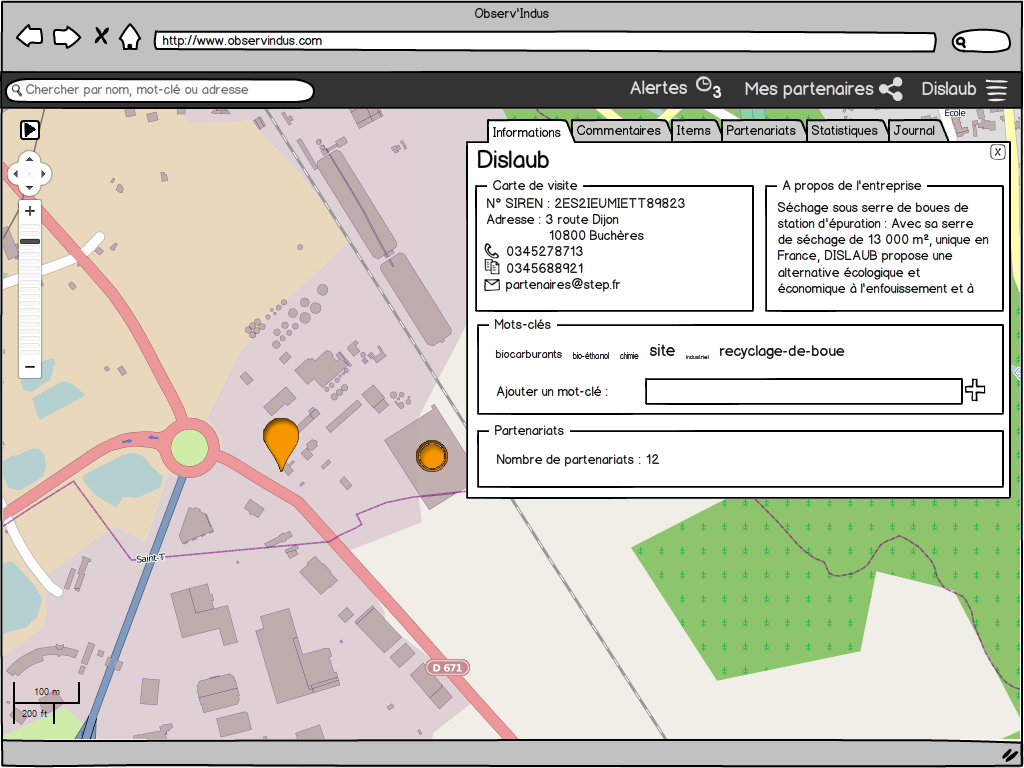 Observ'Indus
http://www.observindus.com
Chercher par nom, mot-clé ou adresse
Alertes 3
Mes partenaires
Dislaub
Ecole
Informations
Commentaires
Items
Partenariats
Statistiques
Journal
X
Dislaub
Carte de visite
N° SIREN : 2ES2IEUMIETT89823
Adresse : 3 route Dijon
10800 Buchères
0345278713
0345688921
partenaires@step.fr
A propos de l'entreprise
Séchage sous serre de boues de
station d'épuration : Avec sa serre
de séchage de 13 000 m², unique en
France, DISLAUB propose une
alternative écologique et
économique à l'enfouissement et à
Mots-clés
biocarburants bio-éthanol chimie site industriel recyclage-de-boue
Ajouter un mot-clé :
Partenariats
Nombre de partenariats : 12
Saint-T
D 671
100 m
200 ft